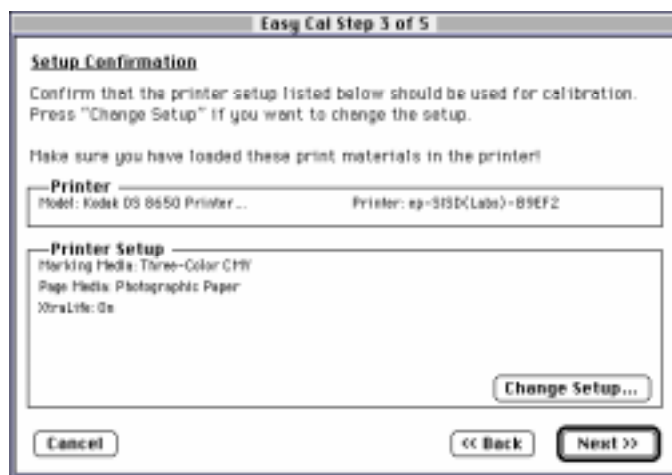 Easy Cal Step 3 of 5
Setup Confirmation
Confirm that the printer setup listed below should be used for calibration.
Press "Change Setup" if you want to change the setup.
Make sure you have loaded these print materials in the printer!
Printer
Model: Kodak DS 8650 Printer... Printer: ep-SISD(Labs)-89EF2
Printer Setup
Marking Media: Three-Color CMY
Page Media: Photographic Paper
XtraLife: On
Change Setup...
Cancel << Back Next >>